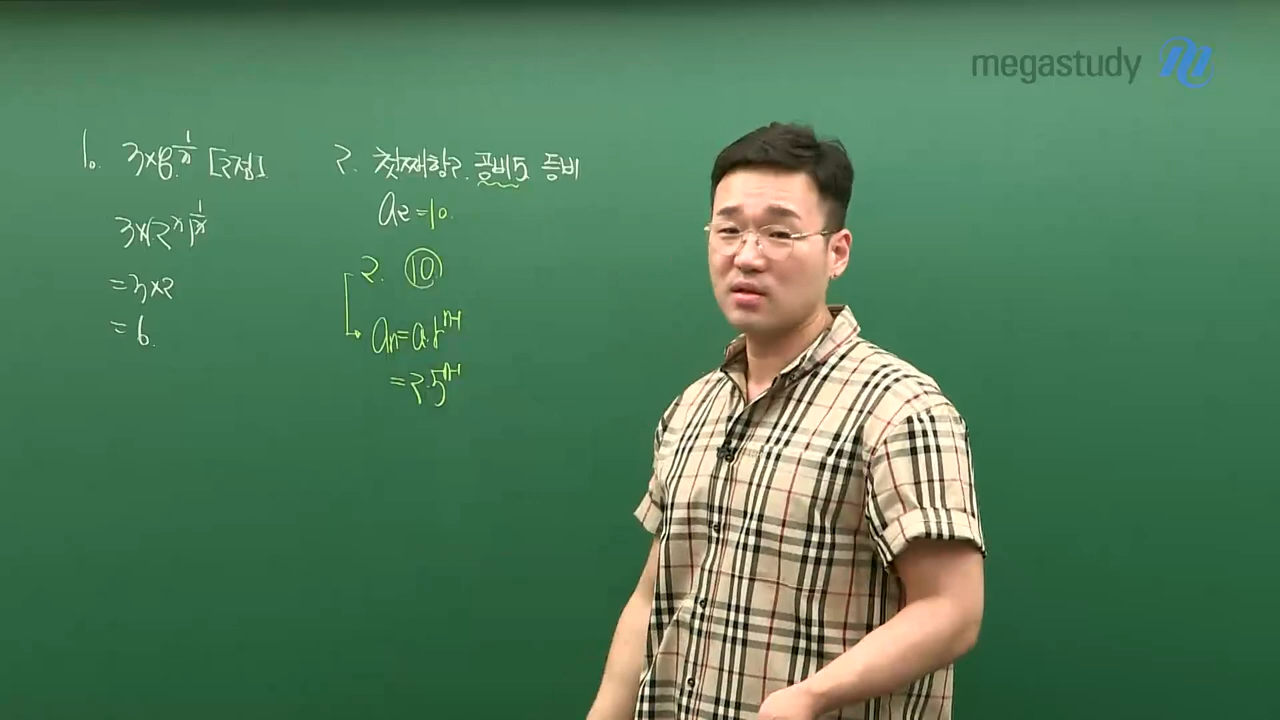 megastudy
1. 3×8^{1/3} [2점].
3×(2^3)^{1/3}
=3×2
=6.
2. 첫째항2. 공비5. 등비
a2=10.
2. 10.
an=a·r^{n-1}
=2·5^{n-1}